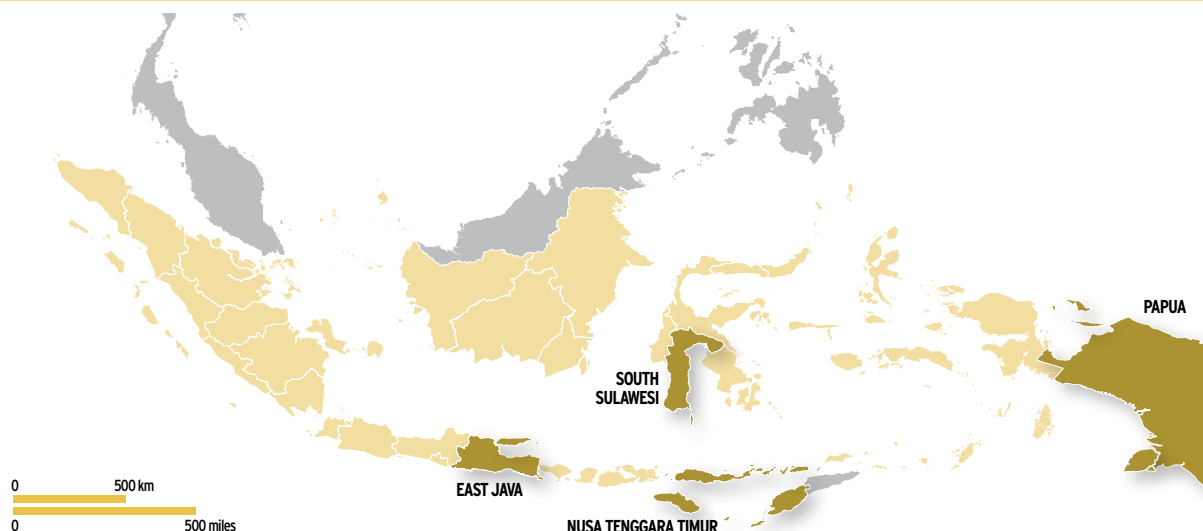 PAPUA
SOUTH
SULAWESI
EAST JAVA
NUSA TENGGARA TIMUR
0 500 km
0 500 miles